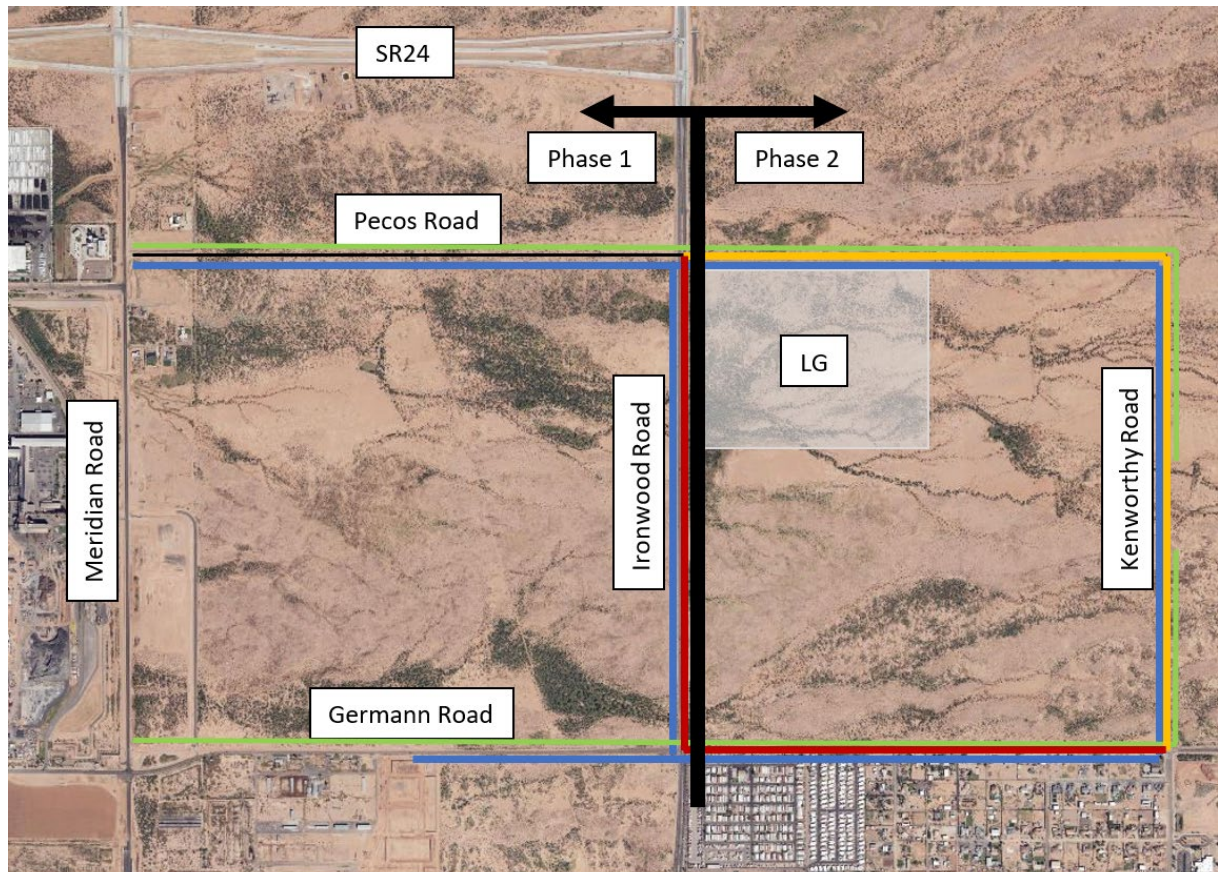 SR24
Phase 1
Phase 2
Pecos Road
LG
Meridian Road
Ironwood Road
Kenworthy Road
Germann Road